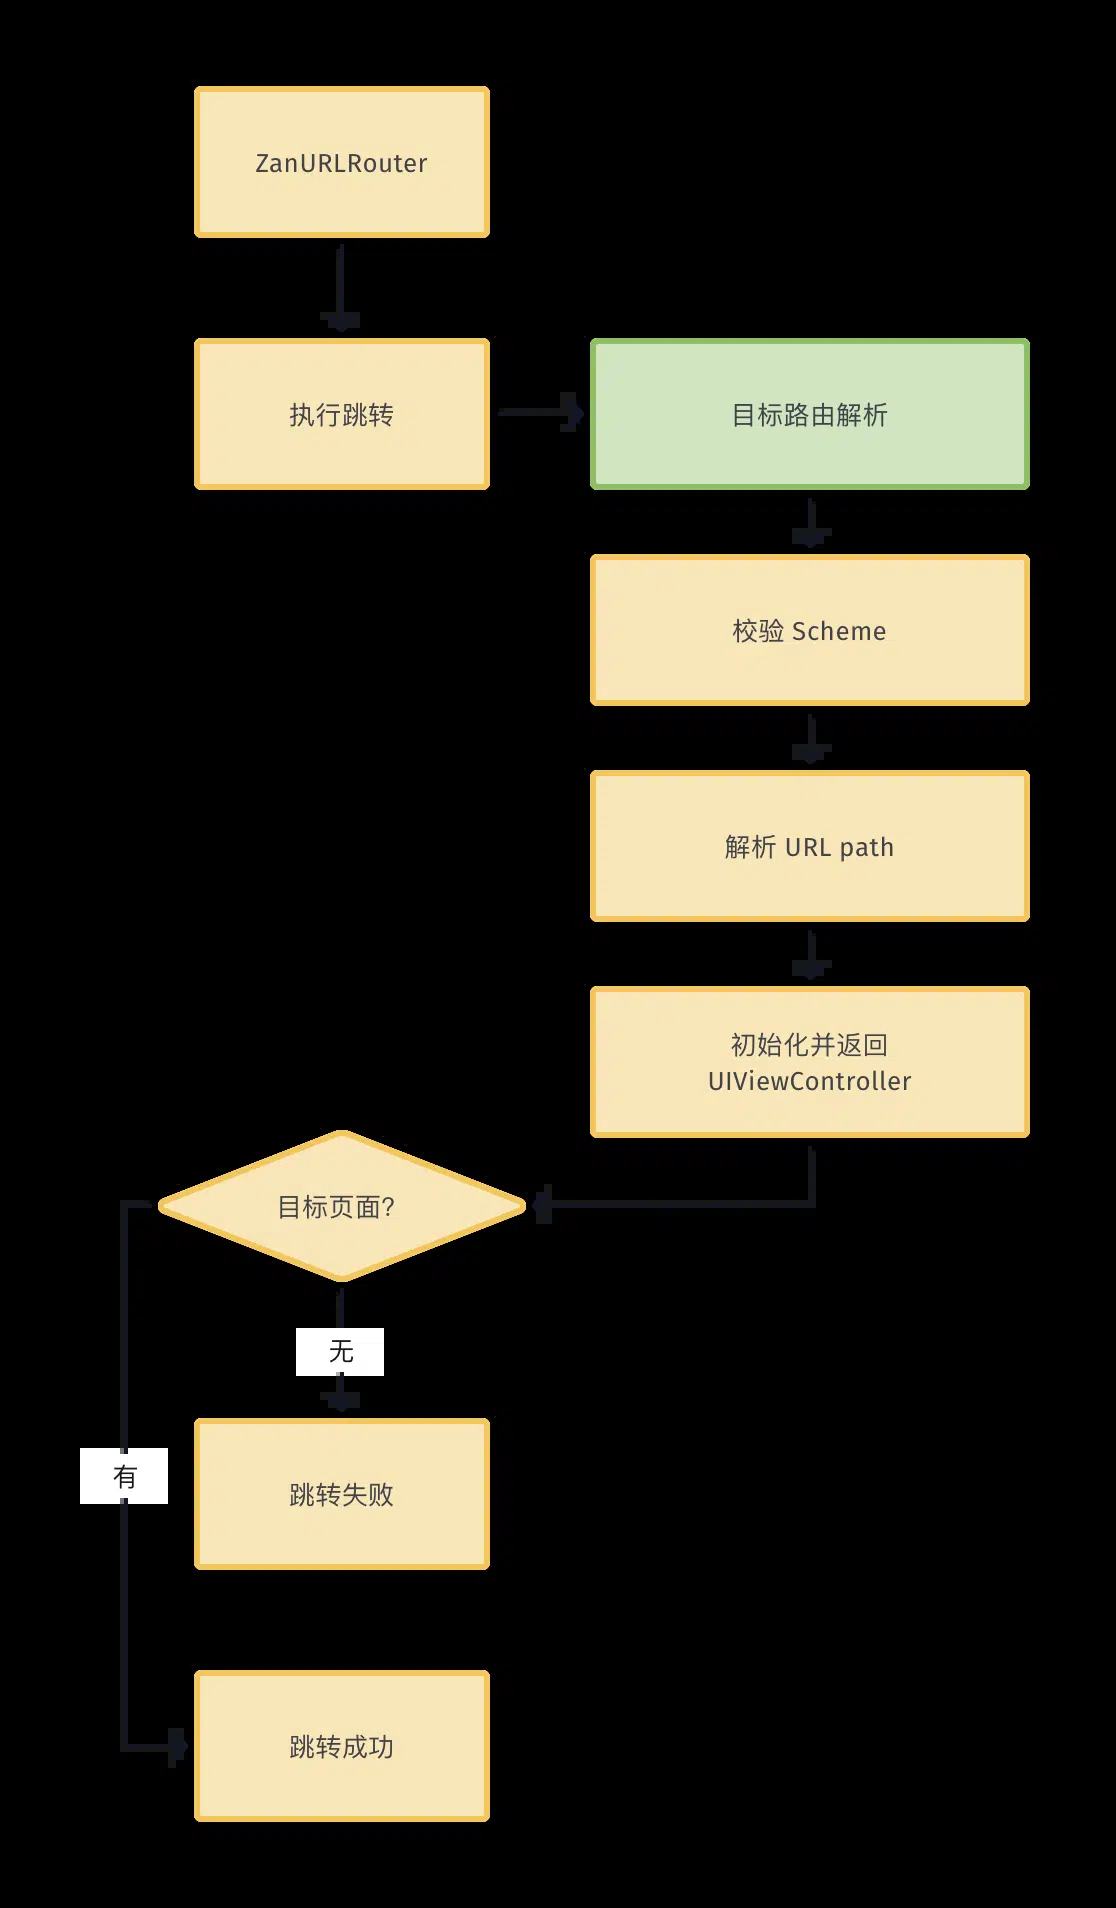 ZanURLRouter
执行跳转
目标路由解析
校验 Scheme
解析 URL path
初始化并返回
UIViewController
目标页面?
无
有
跳转失败
跳转成功